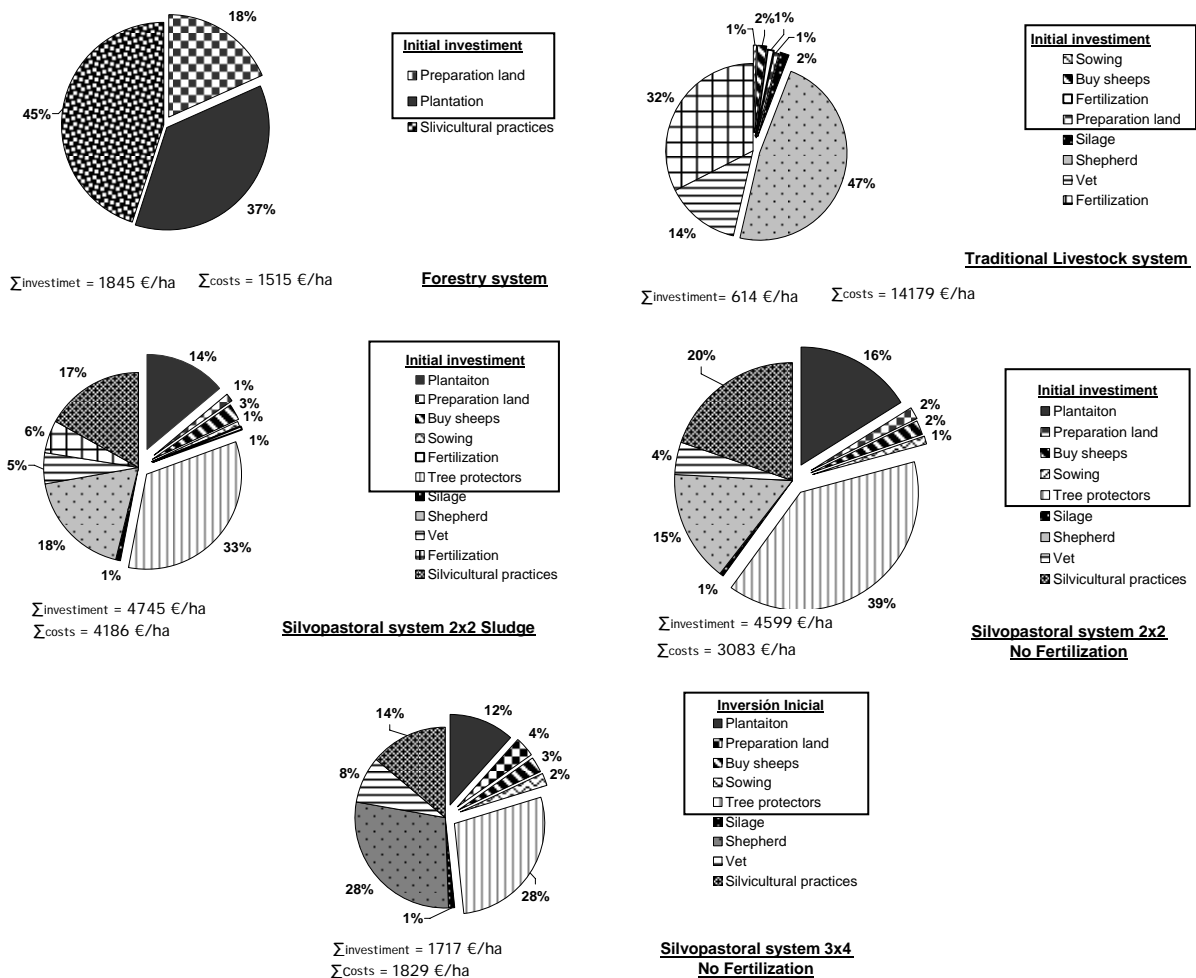 18%
45%
37%
Initial investiment
Preparation land
Plantation
Slivicultural practices
∑investimet = 1845 €/ha ∑costs = 1515 €/ha
Forestry system
1%
2%
1%
1%
2%
32%
47%
14%
Initial investiment
Sowing
Buy sheeps
Fertilization
Preparation land
Silage
Shepherd
Vet
Fertilization
Traditional Livestock system
∑investiment= 614 €/ha ∑costs = 14179 €/ha
17%
14%
1%
3%
1%
1%
6%
5%
18%
1%
33%
Initial investiment
Plantaiton
Preparation land
Buy sheeps
Sowing
Fertilization
Tree protectors
Silage
Shepherd
Vet
Fertilization
Silvicultural practices
∑investiment = 4745 €/ha
∑costs = 4186 €/ha
Silvopastoral system 2x2 Sludge
20%
16%
2%
2%
1%
4%
15%
1%
39%
Initial investiment
Plantaiton
Preparation land
Buy sheeps
Sowing
Tree protectors
Silage
Shepherd
Vet
Silvicultural practices
∑investiment = 4599 €/ha
∑costs = 3083 €/ha
Silvopastoral system 2x2
No Fertilization
14%
12%
4%
3%
2%
8%
28%
1%
28%
Inversión Inicial
Plantaiton
Preparation land
Buy sheeps
Sowing
Tree protectors
Silage
Shepherd
Vet
Silvicultural practices
∑investiment = 1717 €/ha
∑Costs = 1829 €/ha
Silvopastoral system 3x4
No Fertilization